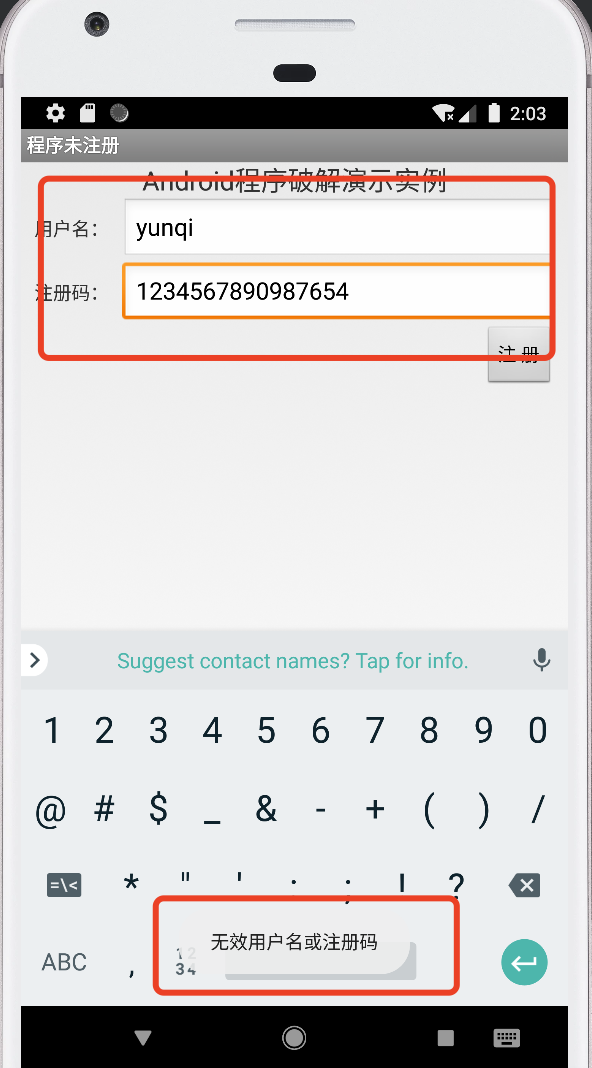 2:03
程序未注册
Android程序破解演示实例
用户名： yunqi
注册码： 1234567890987654
注 册
Suggest contact names? Tap for info.
1 2 3 4 5 6 7 8 9 0
@ # $ _ & - + ( ) /
=\< * " ' : ; ! ?
无效用户名或注册码
ABC , 12 34